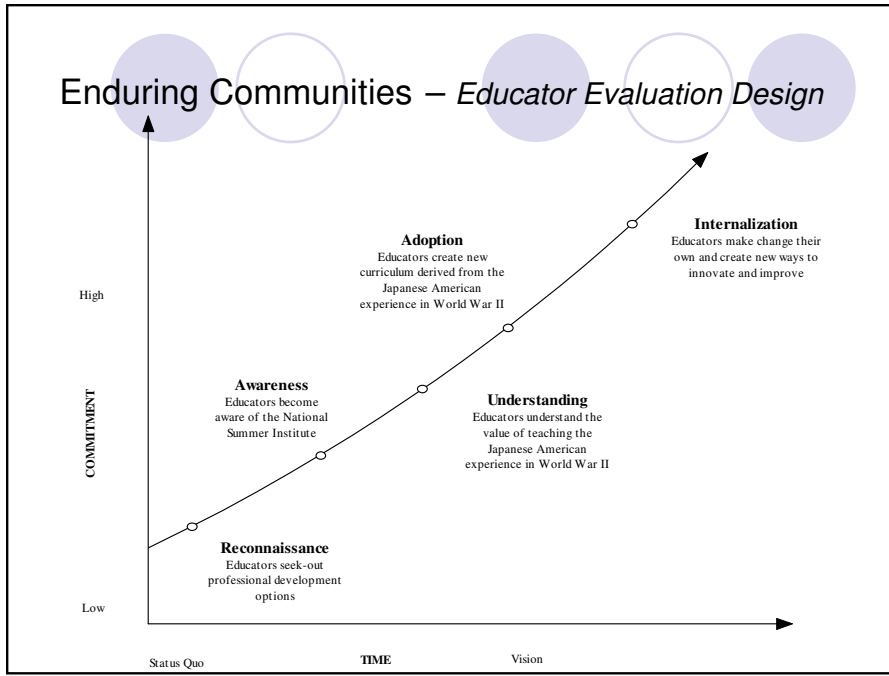 Enduring Communities – Educator Evaluation Design
Internalization
Educators make change their
own and create new ways to
innovate and improve
Adoption
Educators create new
curriculum derived from the
Japanese American
experience in World War II
High
Awareness
Educators become
aware of the National
Summer Institute
Understanding
Educators understand the
value of teaching the
Japanese American
experience in World War II
COMMITMENT
Reconnaissance
Educators seek-out
professional development
options
Low
Status Quo
TIME
Vision